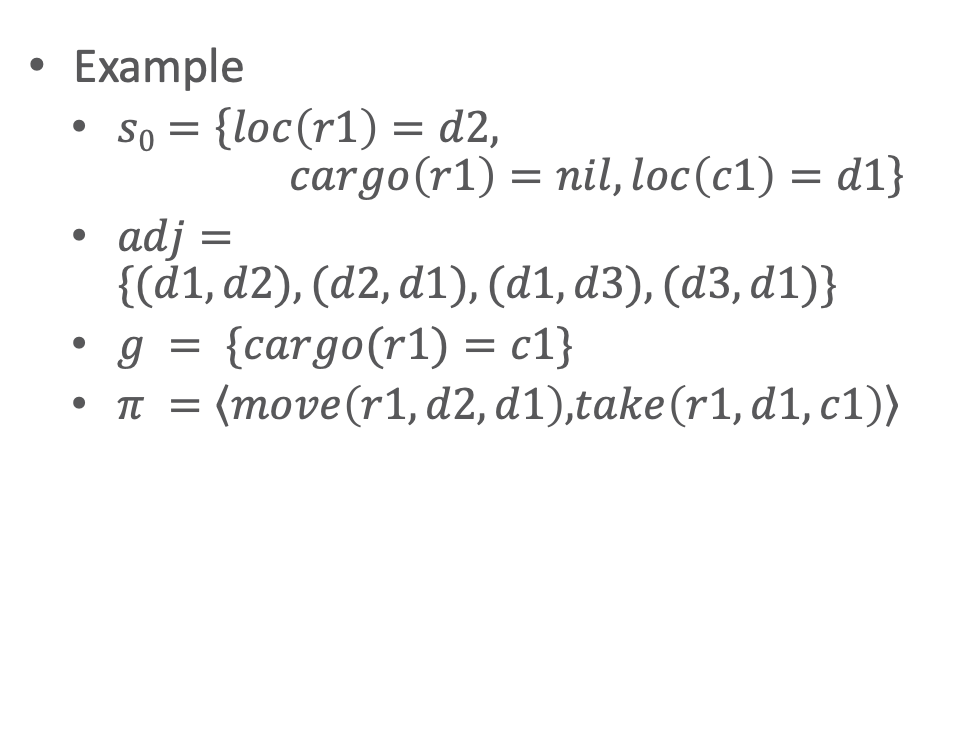 • Example
• s₀ = {loc(r1) = d2,
cargo(r1) = nil, loc(c1) = d1}
• adj =
{(d1, d2), (d2, d1), (d1, d3), (d3, d1)}
• g = {cargo(r1) = c1}
• π = ⟨move(r1, d2, d1),take(r1, d1, c1)⟩